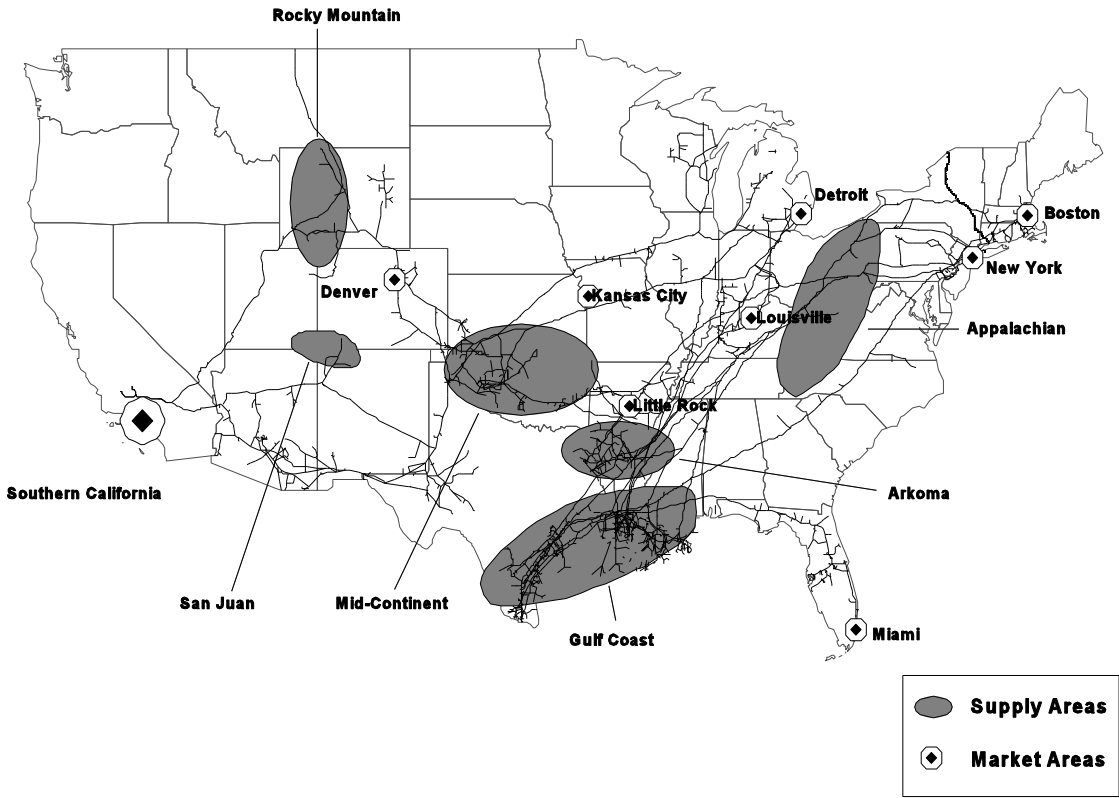 Rocky Mountain
Detroit
Boston
New York
Denver
Kansas City
Louisville
Appalachian
Little Rock
Southern California
Arkoma
San Juan
Mid-Continent
Gulf Coast
Miami
Supply Areas
Market Areas